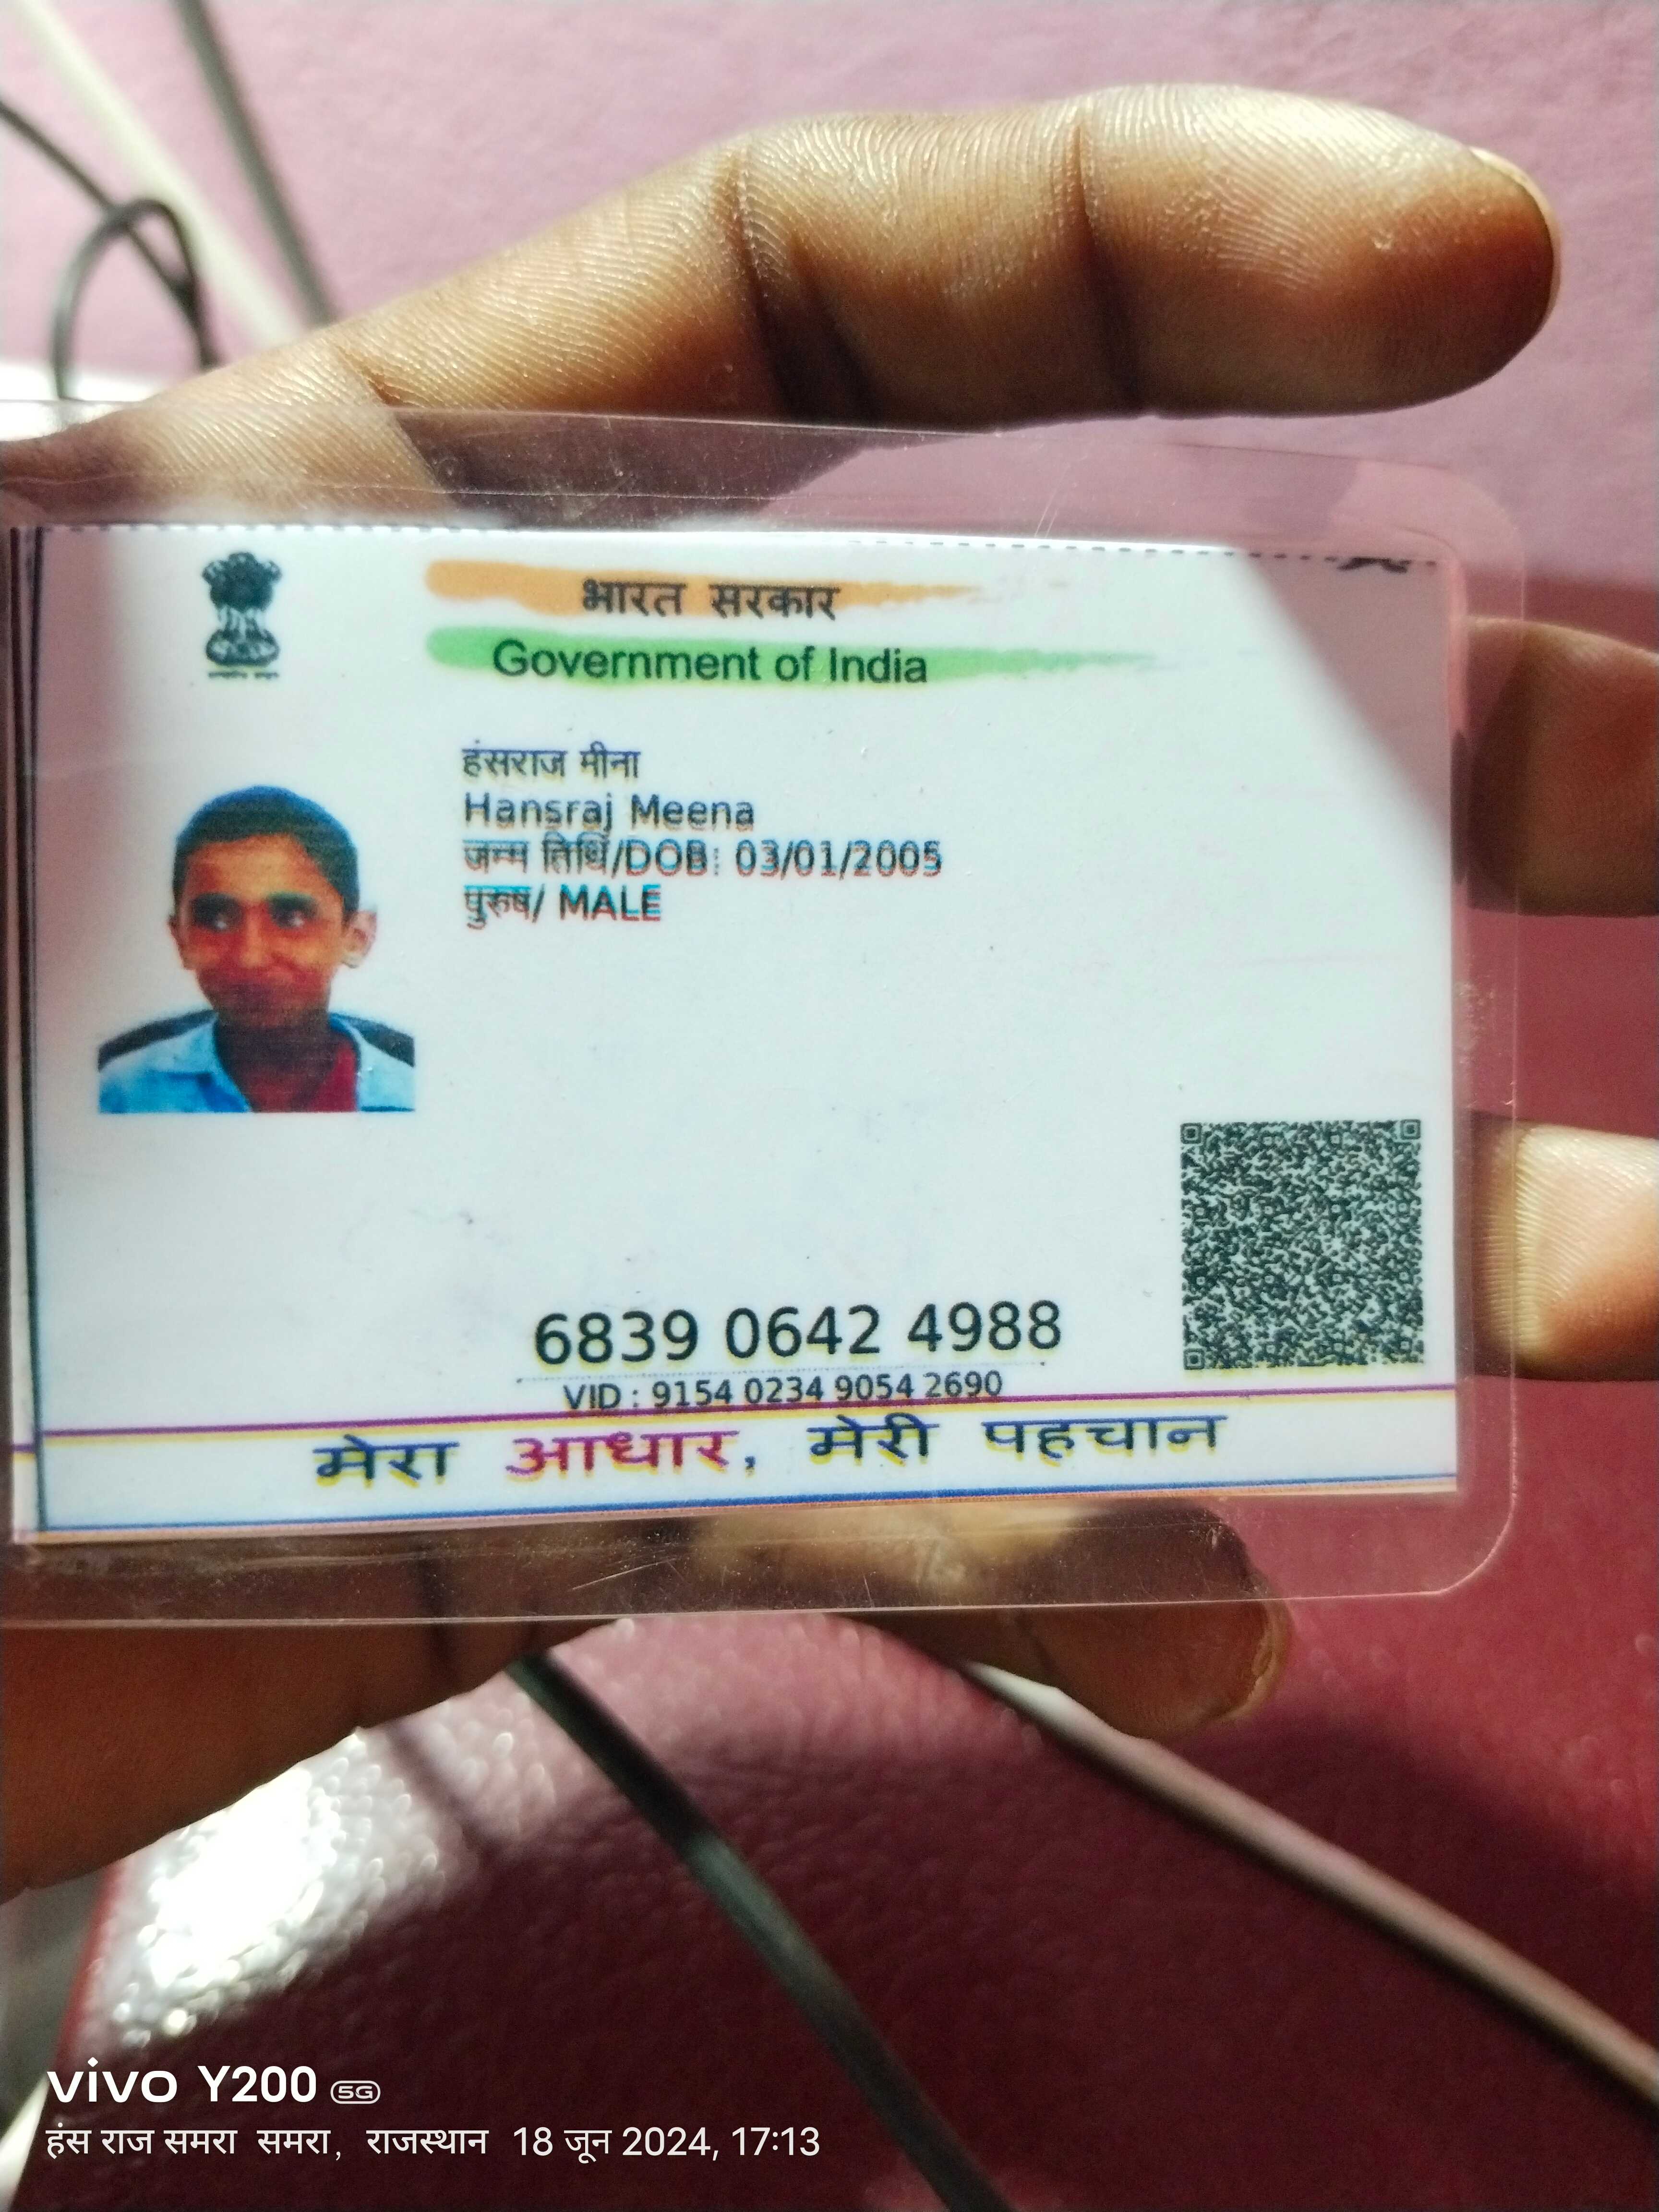 भारत सरकार
Government of India
हंसराज मीना
Hansraj Meena
जन्म तिथि/DOB: 03/01/2005
पुरुष/ MALE
6839 0642 4988
VID : 9154 0234 9054 2690
मेरा आधार, मेरी पहचान
vivo Y200 5G
हंस राज समरा समरा, राजस्थान 18 जून 2024, 17:13